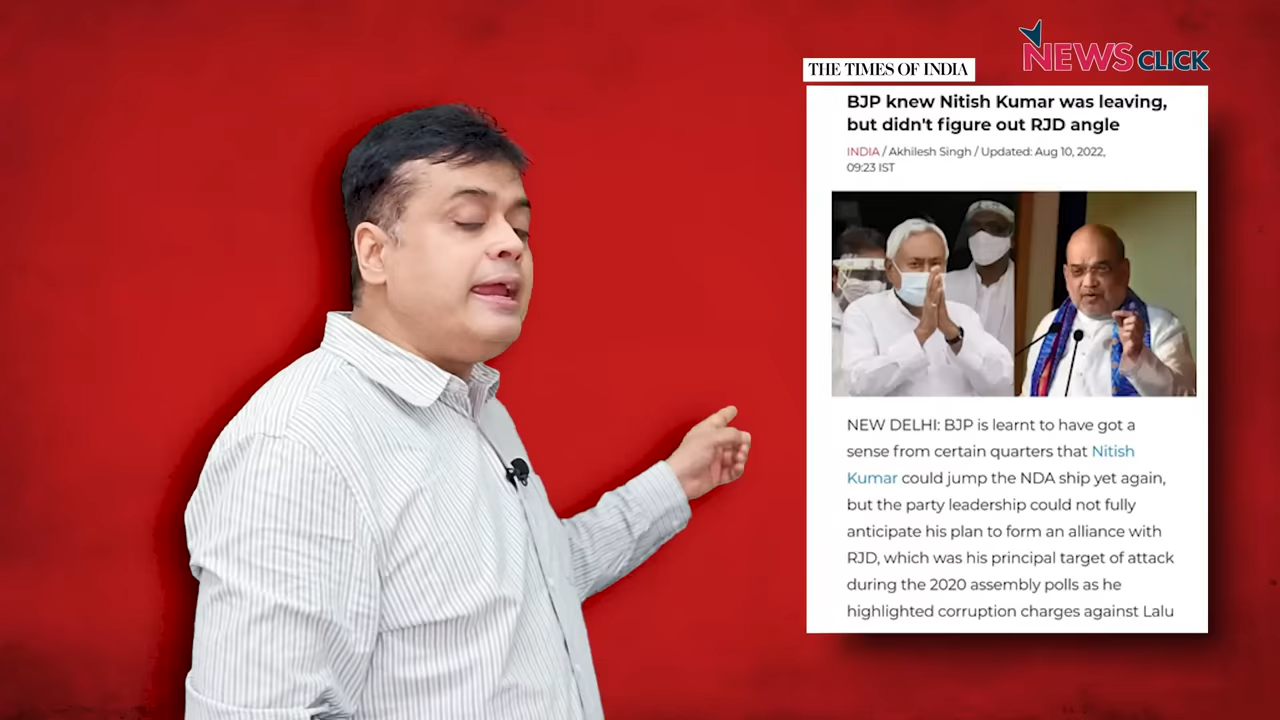 NEWSCLICK
THE TIMES OF INDIA
BJP knew Nitish Kumar was leaving,
but didn't figure out RJD angle
INDIA / Akhilesh Singh / Updated: Aug 10, 2022,
09:23 IST
NEW DELHI: BJP is learnt to have got a
sense from certain quarters that Nitish
Kumar could jump the NDA ship yet again,
but the party leadership could not fully
anticipate his plan to form an alliance with
RJD, which was his principal target of attack
during the 2020 assembly polls as he
highlighted corruption charges against Lalu